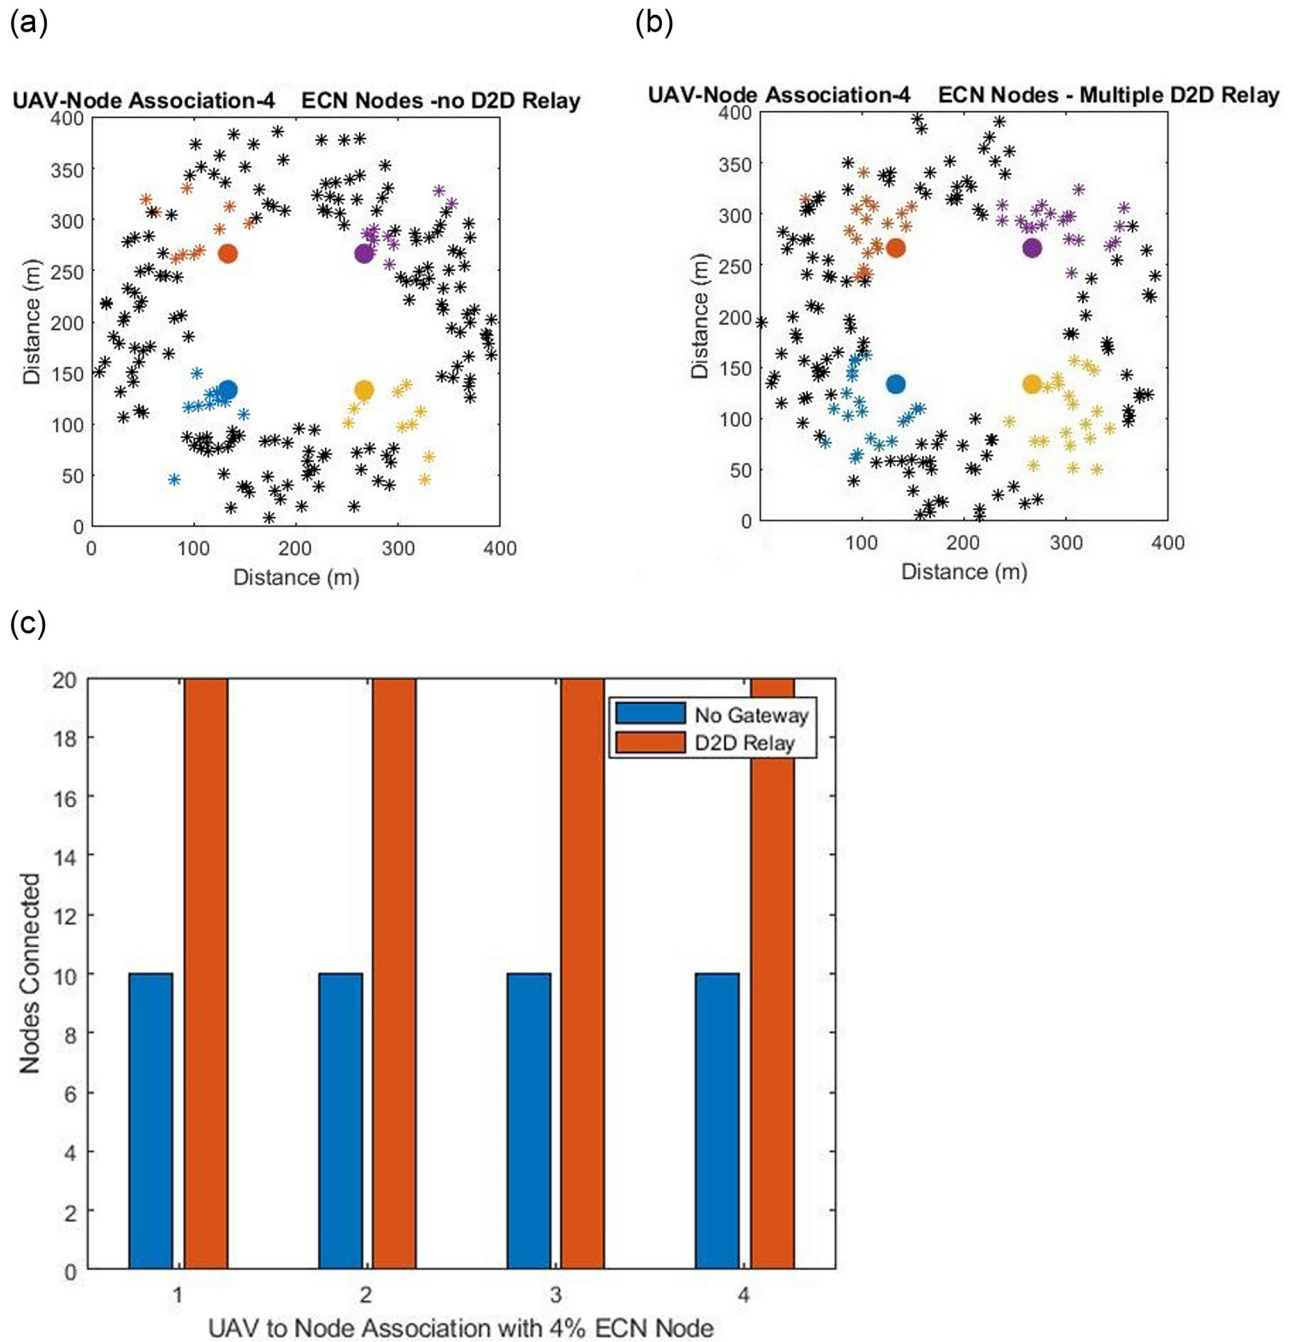 (a)
(b)
UAV-Node Association-4 ECN Nodes -no D2D Relay
400
350
300
250
200
150
100
50
0
0 100 200 300 400
Distance (m)
Distance (m)
UAV-Node Association-4 ECN Nodes - Multiple D2D Relay
400
350
300
250
200
150
100
50
0
100 200 300 400
Distance (m)
Distance (m)
(c)
20
18
16
14
12
10
8
6
4
2
0
Nodes Connected
No Gateway
D2D Relay
1 2 3 4
UAV to Node Association with 4% ECN Node